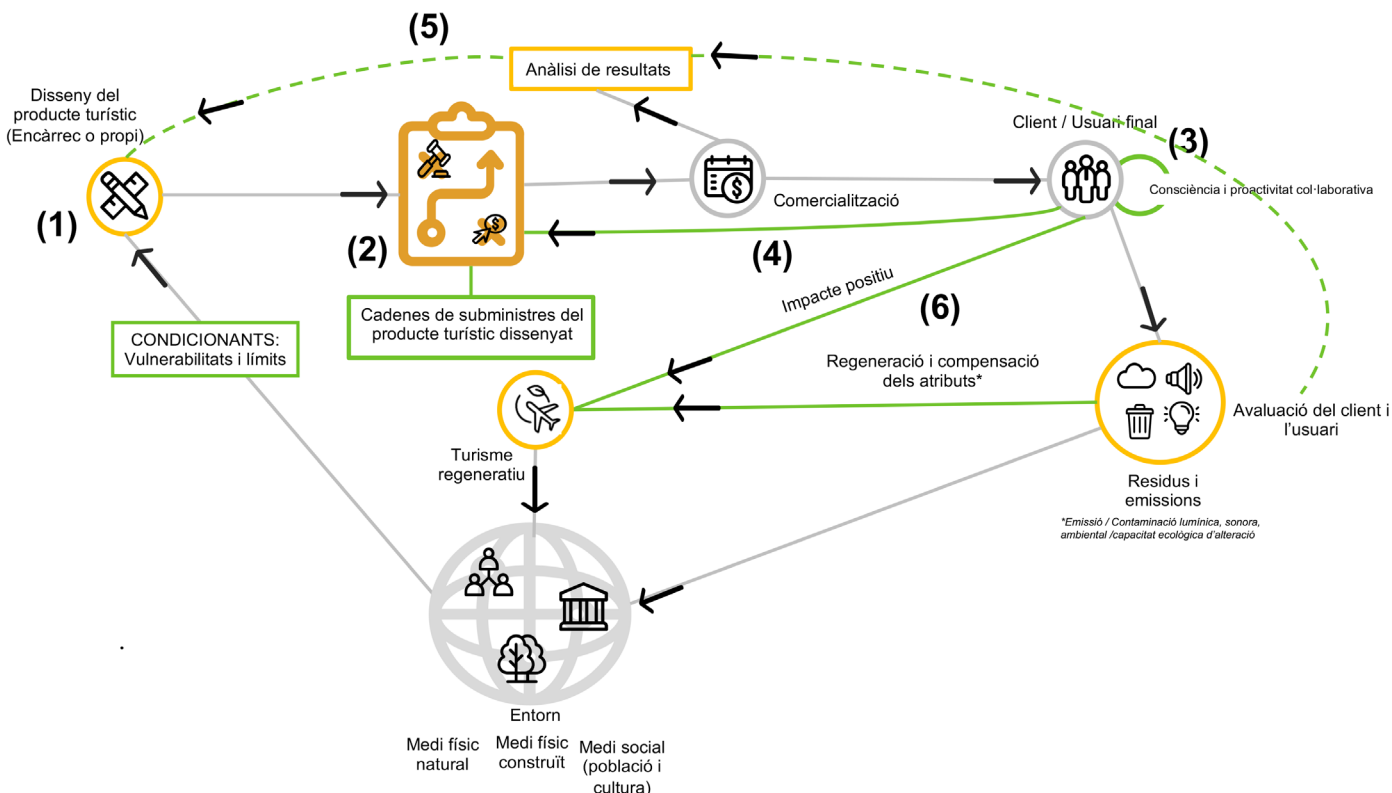 (5)
Anàlisi de resultats
Disseny del
producte turístic
(Encàrrec o propi)
(1)
(2)
$
$
Comercialització
Client / Usuari final
(3)
Consciència i proactivitat col·laborativa
(4)
Cadenes de subministres del
producte turístic dissenyat
CONDICIONANTS:
Vulnerabilitats i límits
Impacte positiu
(6)
Regeneració i compensació
dels atributs*
Turisme
regeneratiu
Avaluació del client i
l’usuari
Residus i
emissions
*Emissió / Contaminació lumínica, sonora,
ambiental /capacitat ecológica d’alteració
Entorn
Medi físic
natural
Medi físic
construït
Medi social
(població i
cultura)